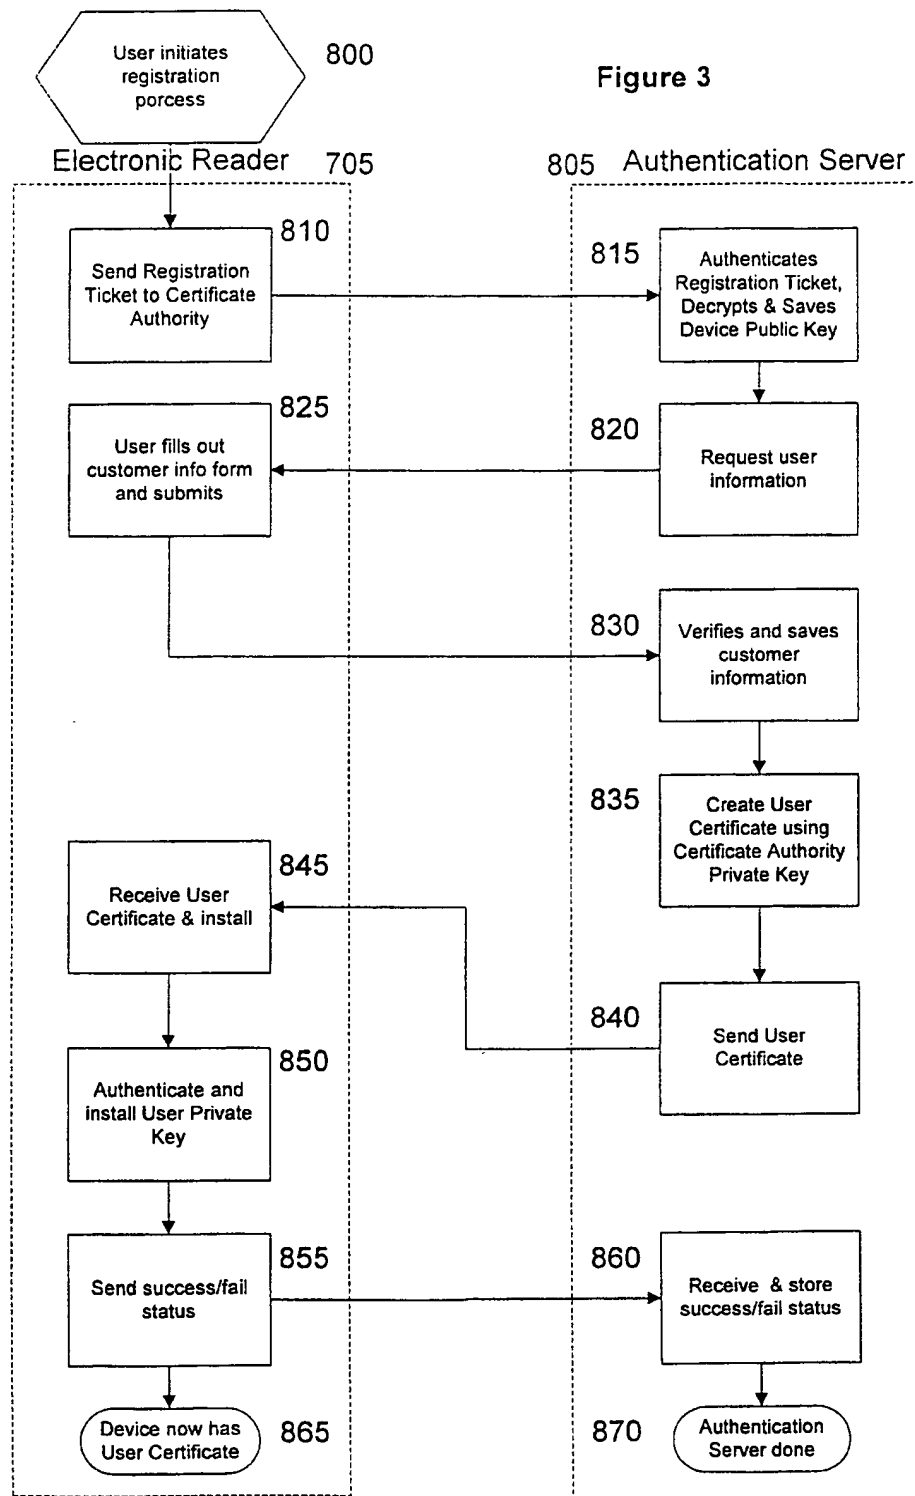 User initiates
registration
porcess
800
Figure 3
Electronic Reader
705
805
Authentication Server
810
Send Registration
Ticket to Certificate
Authority
815
Authenticates
Registration Ticket,
Decrypts & Saves
Device Public Key
825
User fills out
customer info form
and submits
820
Request user
information
830
Verifies and saves
customer
information
835
Create User
Certificate using
Certificate Authority
Private Key
845
Receive User
Certificate & install
840
Send User
Certificate
850
Authenticate and
install User Private
Key
855
Send success/fail
status
860
Receive & store
success/fail status
Device now has
User Certificate
865
870
Authentication
Server done